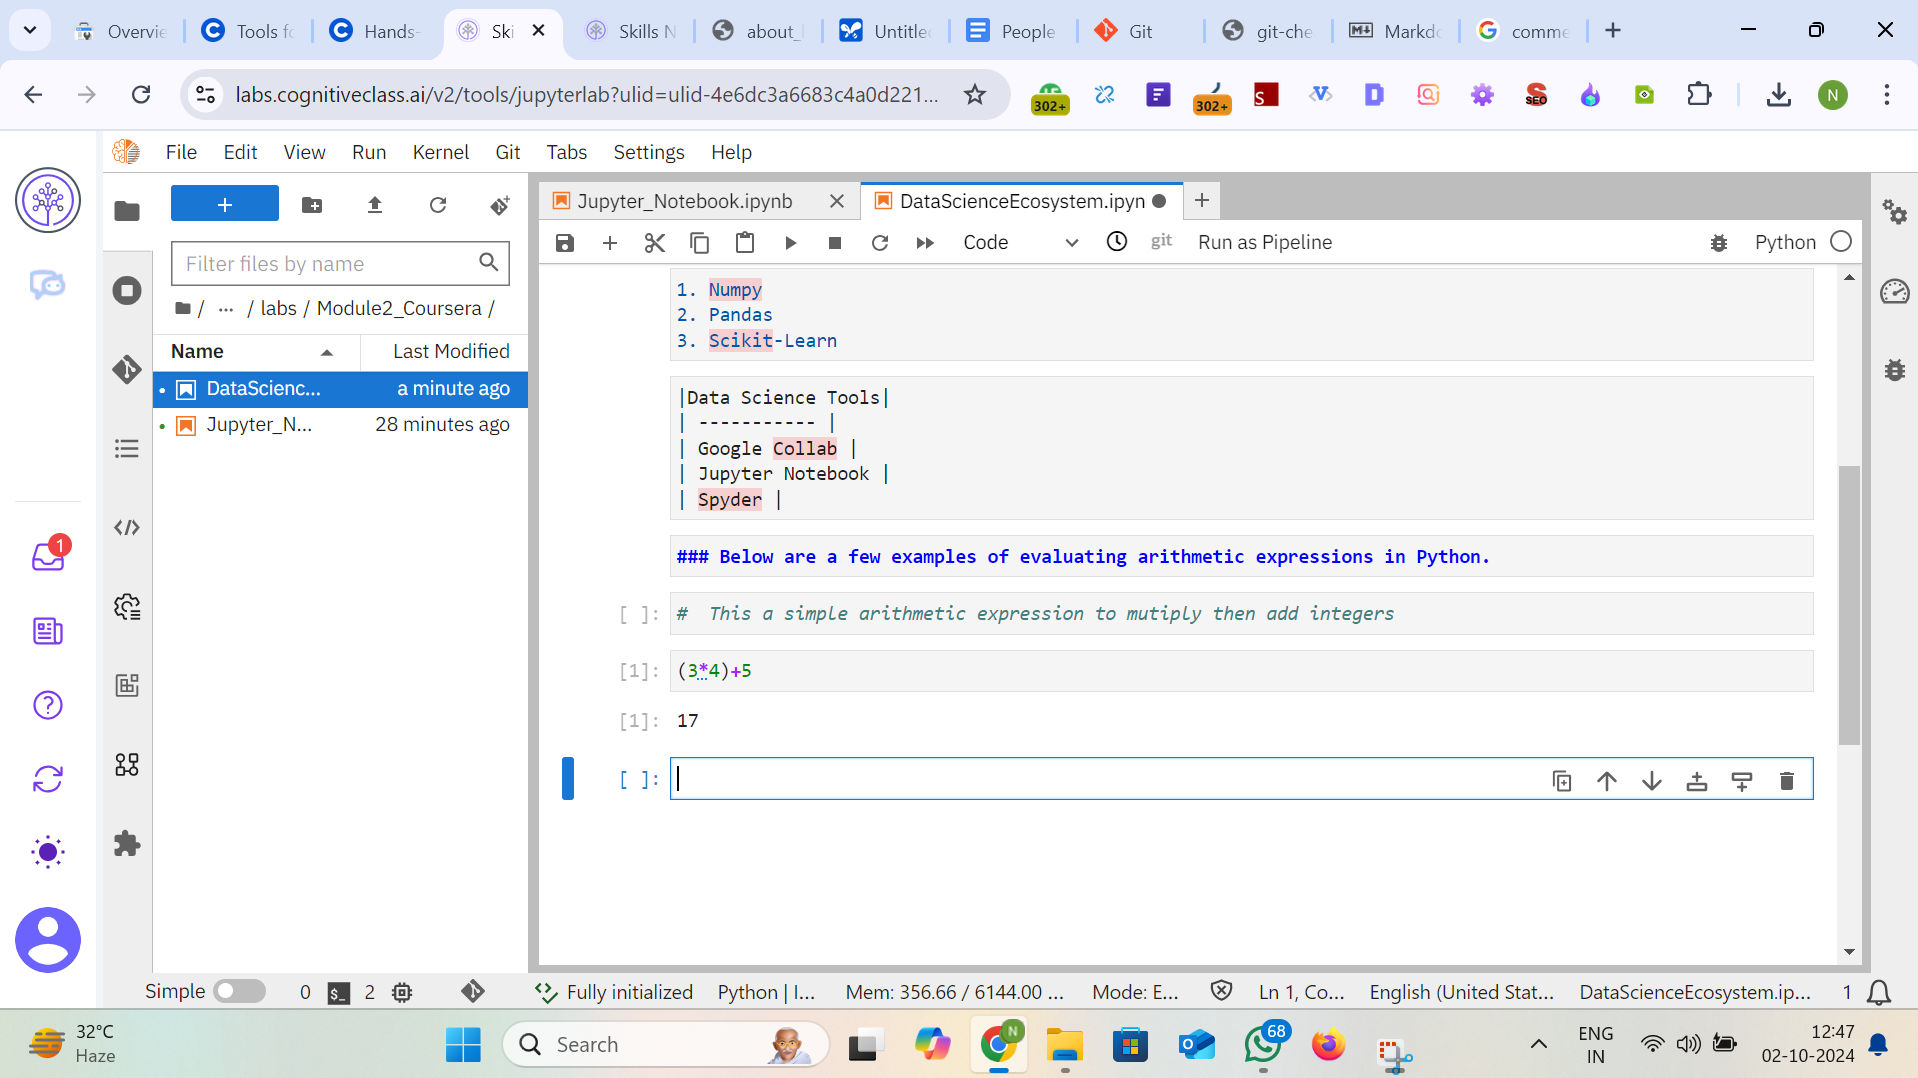 Overvie
Tools fo
Hands-
Ski
Skills N
about_
Untitled
People
Git
git-che
Markdo
comme
labs.cognitiveclass.ai/v2/tools/jupyterlab?ulid=ulid-4e6dc3a6683c4a0d221...
302+
302+
SEO
N
File Edit View Run Kernel Git Tabs Settings Help
Jupyter_Notebook.ipynb
DataScienceEcosystem.ipyn
Code
git
Run as Pipeline
Python
Filter files by name
/ ... / labs / Module2_Coursera /
Name Last Modified
DataScienc... a minute ago
Jupyter_N... 28 minutes ago
1. Numpy
2. Pandas
3. Scikit-Learn
|Data Science Tools|
| ----------- |
| Google Collab |
| Jupyter Notebook |
| Spyder |
### Below are a few examples of evaluating arithmetic expressions in Python.
[ ]: #  This a simple arithmetic expression to mutiply then add integers
[1]: (3*4)+5
[1]: 17
[ ]:
1
Simple 0 $_ 2 Fully initialized Python | I... Mem: 356.66 / 6144.00 ... Mode: E... Ln 1, Co... English (United Stat... DataScienceEcosystem.ip... 1
32°C
Haze
Search
N
68
ENG
IN
12:47
02-10-2024